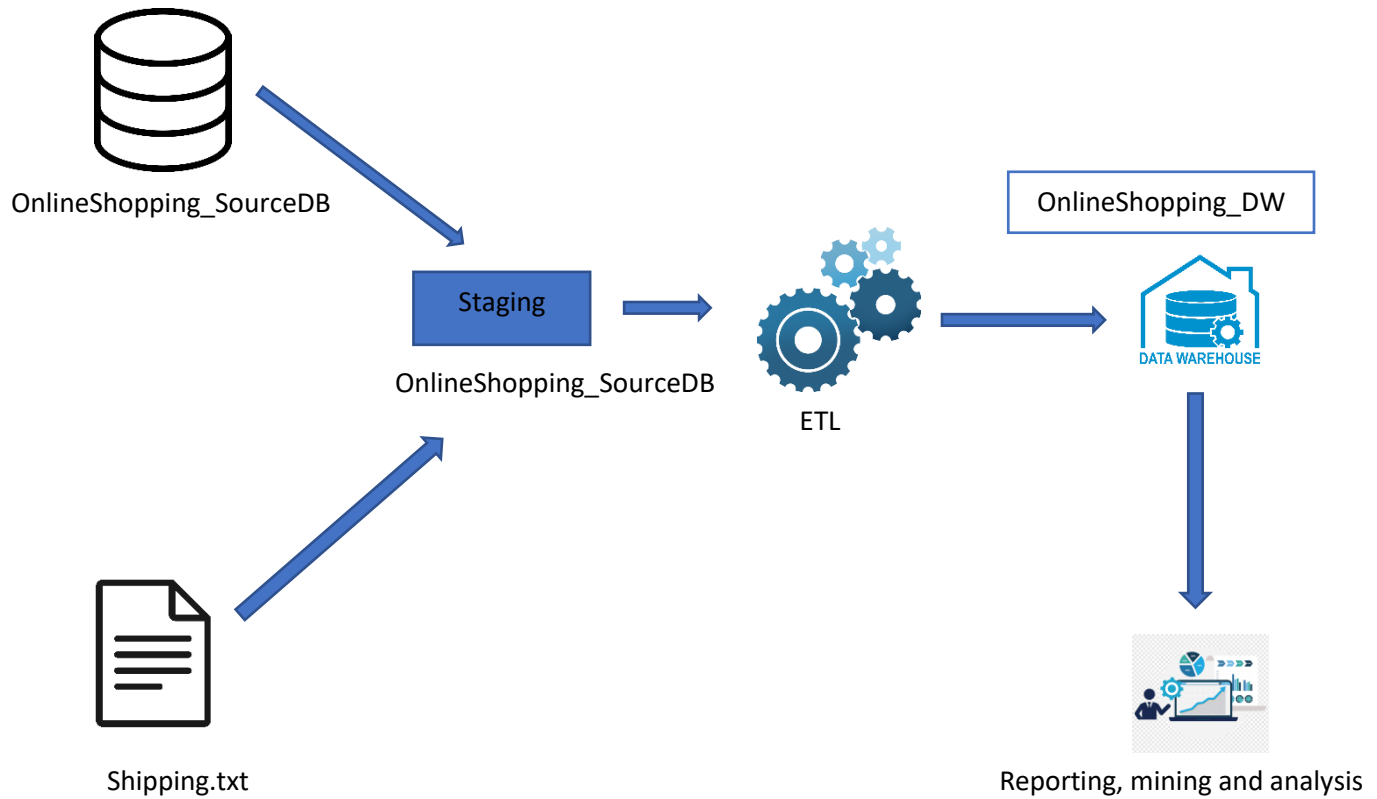 OnlineShopping_SourceDB
OnlineShopping_DW
Staging
OnlineShopping_SourceDB
DATA WAREHOUSE
ETL
Shipping.txt
Reporting, mining and analysis